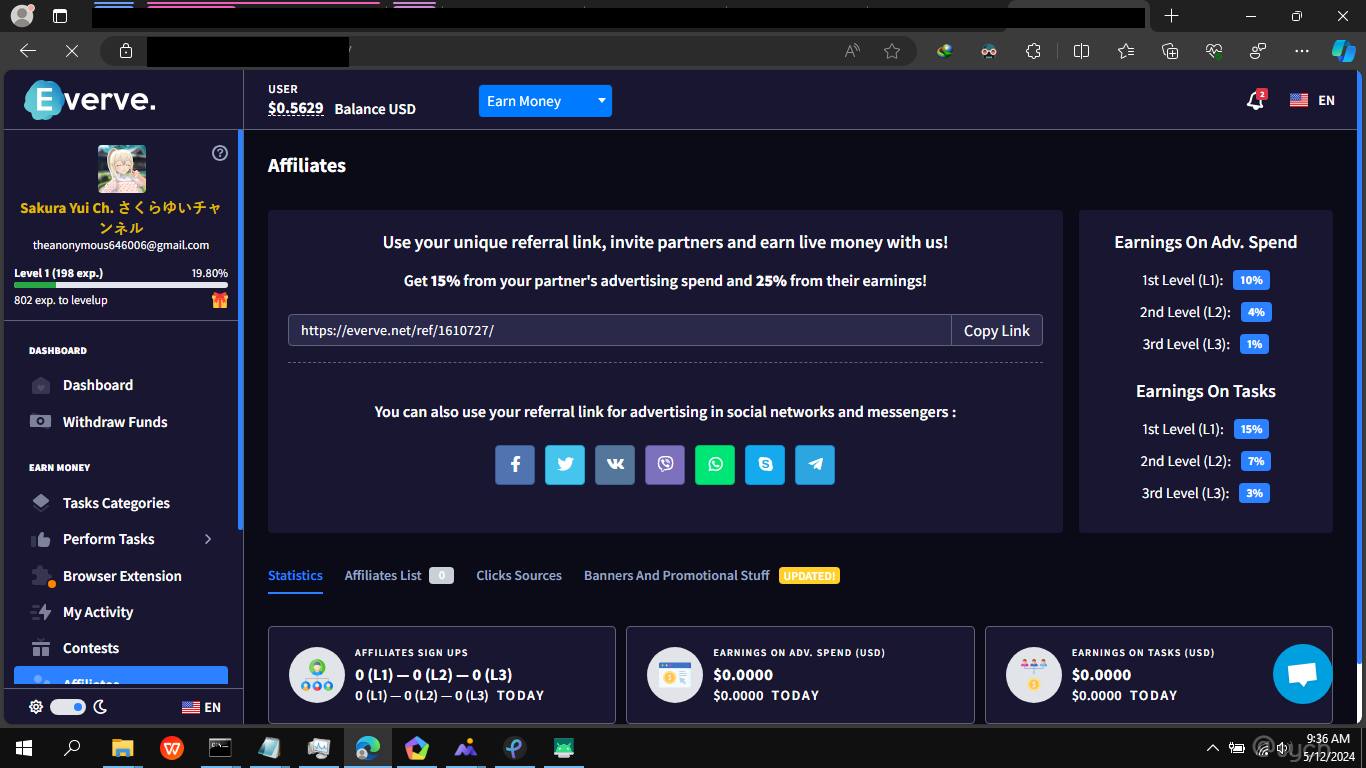 Everve.
USER
$0.5629 Balance USD
Earn Money
2
EN
Sakura Yui Ch. さくらゆいチャ
ンネル
theanonymous646006@gmail.com
Level 1 (198 exp.) 19.80%
802 exp. to levelup
DASHBOARD
Dashboard
Withdraw Funds
EARN MONEY
Tasks Categories
Perform Tasks
Browser Extension
My Activity
Contests
Affiliates
EN
Affiliates
Use your unique referral link, invite partners and earn live money with us!
Get 15% from your partner's advertising spend and 25% from their earnings!
https://everve.net/ref/1610727/ Copy Link
You can also use your referral link for advertising in social networks and messengers :
Earnings On Adv. Spend
1st Level (L1): 10%
2nd Level (L2): 4%
3rd Level (L3): 1%
Earnings On Tasks
1st Level (L1): 15%
2nd Level (L2): 7%
3rd Level (L3): 3%
Statistics Affiliates List 0 Clicks Sources Banners And Promotional Stuff UPDATED!
AFFILIATES SIGN UPS
0 (L1) — 0 (L2) — 0 (L3)
0 (L1) — 0 (L2) — 0 (L3) TODAY
EARNINGS ON ADV. SPEND (USD)
$0.0000
$0.0000 TODAY
EARNINGS ON TASKS (USD)
$0.0000
$0.0000 TODAY
9:36 AM
5/12/2024